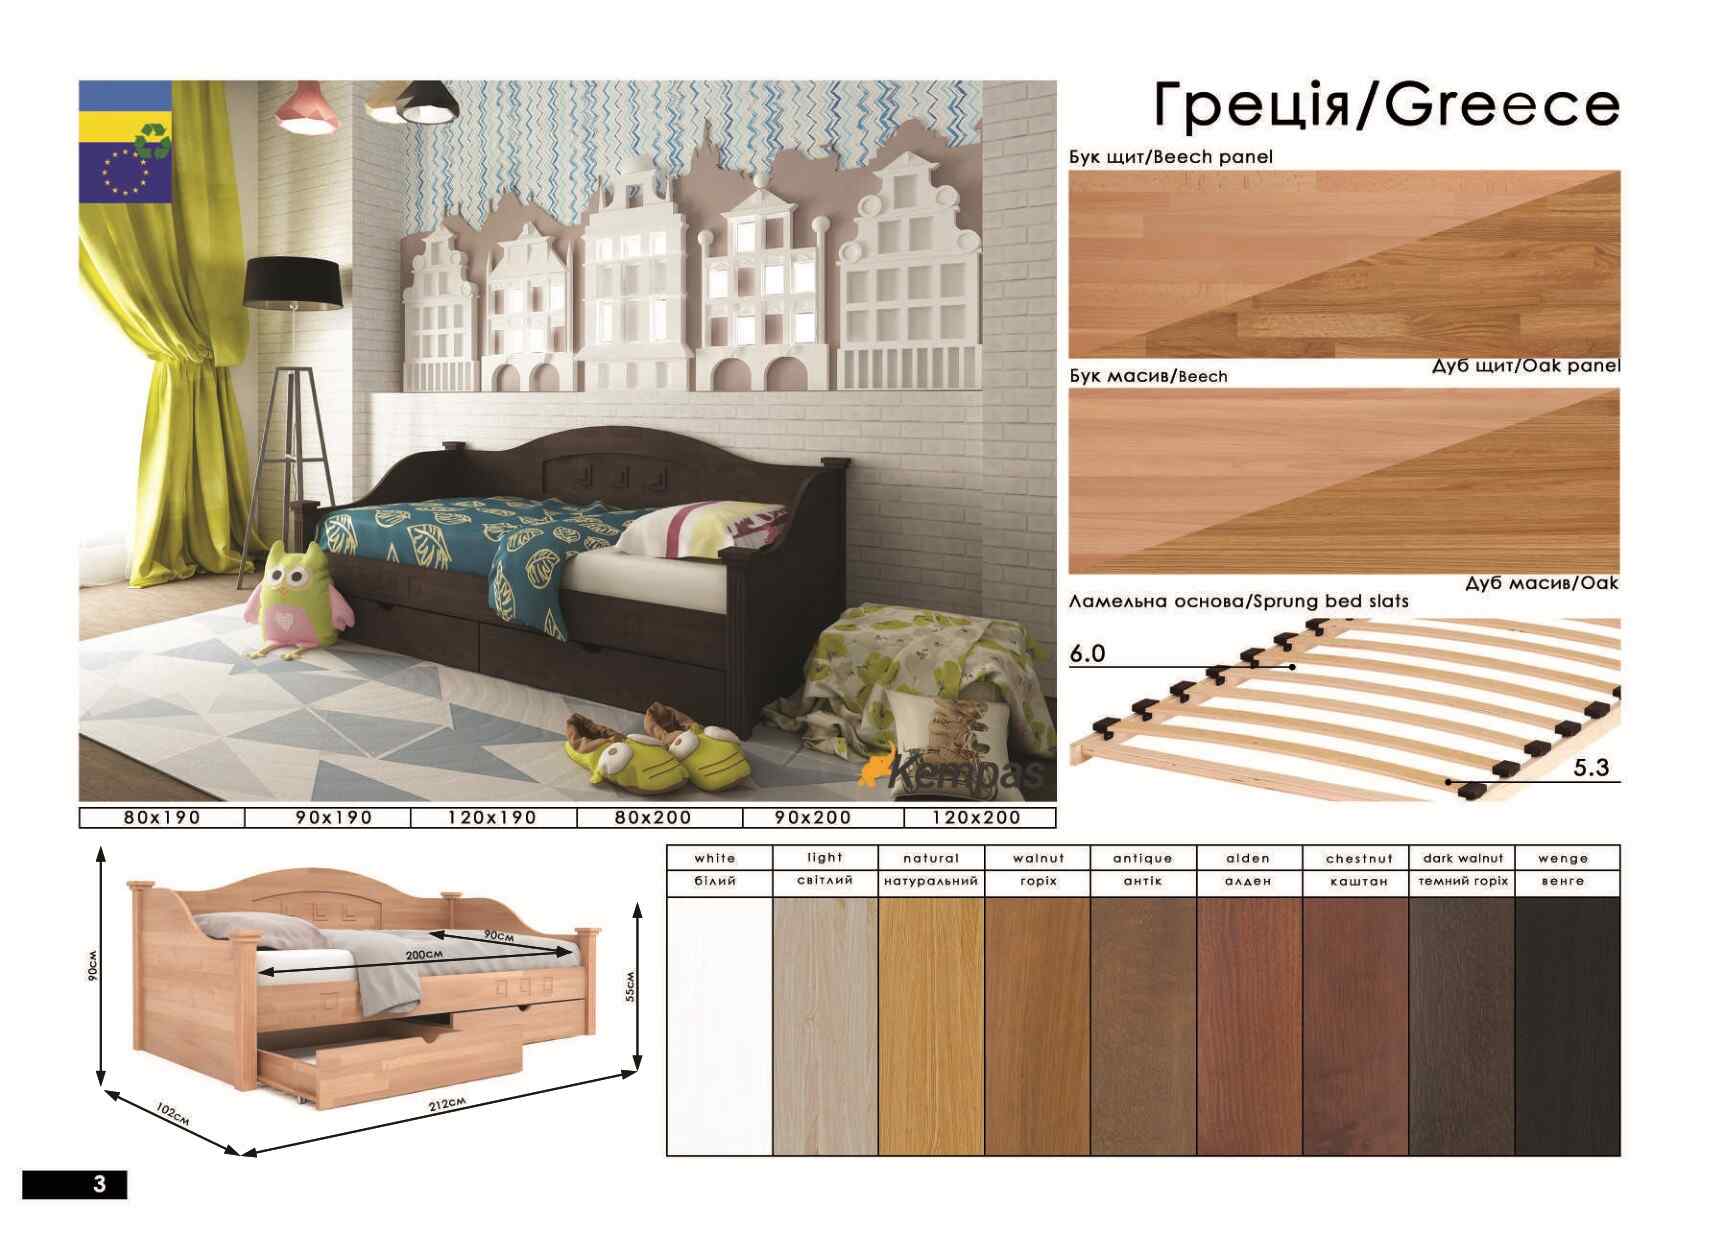 Греція/Greece
Бук щит/Beech panel
Дуб щит/Oak panel
Бук масив/Beech
Дуб масив/Oak
Ламельна основа/Sprung bed slats
6.0
5.3
Kempas
80x190 90x190 120x190 80x200 90x200 120x200
90см
200см
90см
55см
102см
212см
white light natural walnut antique alden chestnut dark walnut wenge
білий світлий натуральний горіх антік алден каштан темний горіх венге
3